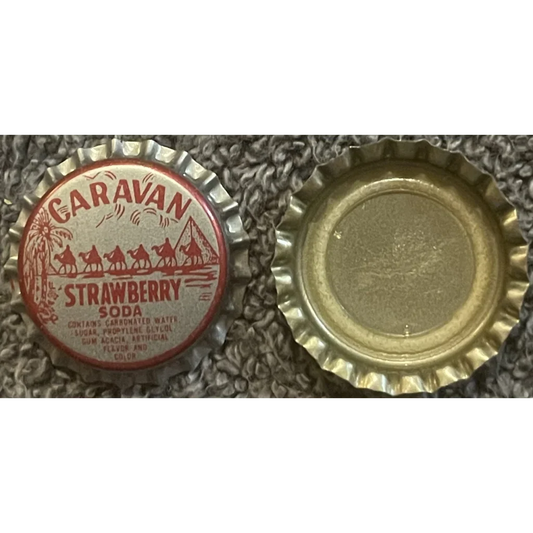 CARAVAN
STRAWBERRY
SODA
CONTAINS CARBONATED WATER
SUGAR, PROPYLENE GLYCOL
GUM ACACIA, ARTIFICIAL
FLAVOR AND
COLOR